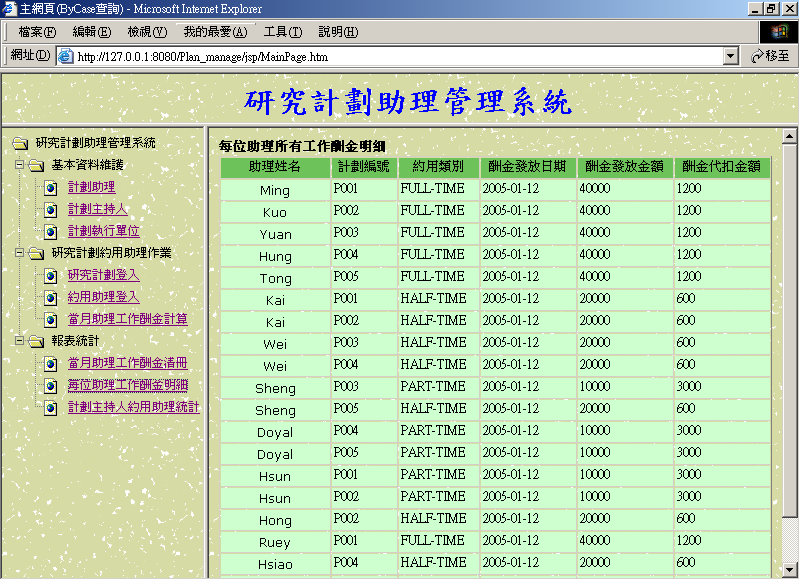 主網頁(ByCase查詢) - Microsoft Internet Explorer
檔案(F) 編輯(E) 檢視(V) 我的最愛(A) 工具(T) 說明(H)
網址(D) http://127.0.0.1:8080/Plan_manage/jsp/MainPage.htm 移至
研究計劃助理管理系統
研究計劃助理管理系統
基本資料維護
計劃助理
計劃主持人
計劃執行單位
研究計劃約用助理作業
研究計劃登入
約用助理登入
當月助理工作酬金計算
報表統計
當月助理工作酬金清冊
每位助理工作酬金明細
計劃主持人約用助理統計
每位助理所有工作酬金明細
助理姓名 計劃編號 約用類別 酬金發放日期 酬金發放金額 酬金代扣金額
Ming P001 FULL-TIME 2005-01-12 40000 1200
Kuo P002 FULL-TIME 2005-01-12 40000 1200
Yuan P003 FULL-TIME 2005-01-12 40000 1200
Hung P004 FULL-TIME 2005-01-12 40000 1200
Tong P005 FULL-TIME 2005-01-12 40000 1200
Kai P001 HALF-TIME 2005-01-12 20000 600
Kai P002 HALF-TIME 2005-01-12 20000 600
Wei P003 HALF-TIME 2005-01-12 20000 600
Wei P004 HALF-TIME 2005-01-12 20000 600
Sheng P003 PART-TIME 2005-01-12 10000 3000
Sheng P005 HALF-TIME 2005-01-12 20000 600
Doyal P004 PART-TIME 2005-01-12 10000 3000
Doyal P005 PART-TIME 2005-01-12 10000 3000
Hsun P001 PART-TIME 2005-01-12 10000 3000
Hsun P002 PART-TIME 2005-01-12 10000 3000
Hong P002 HALF-TIME 2005-01-12 20000 600
Ruey P001 FULL-TIME 2005-01-12 40000 1200
Hsiao P004 HALF-TIME 2005-01-12 20000 600